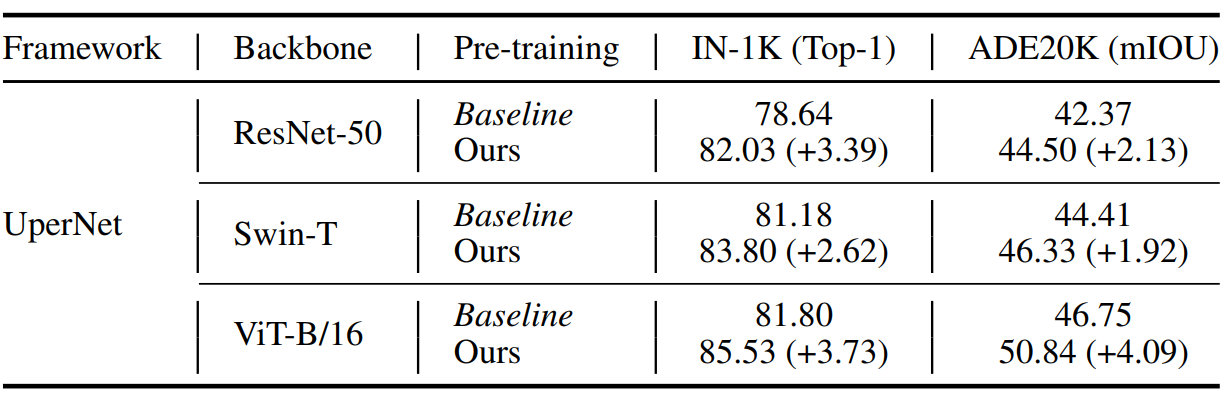 Framework Backbone Pre-training IN-1K (Top-1) ADE20K (mIOU)
UperNet
ResNet-50
Baseline 78.64 42.37
Ours 82.03 (+3.39) 44.50 (+2.13)
Swin-T
Baseline 81.18 44.41
Ours 83.80 (+2.62) 46.33 (+1.92)
ViT-B/16
Baseline 81.80 46.75
Ours 85.53 (+3.73) 50.84 (+4.09)